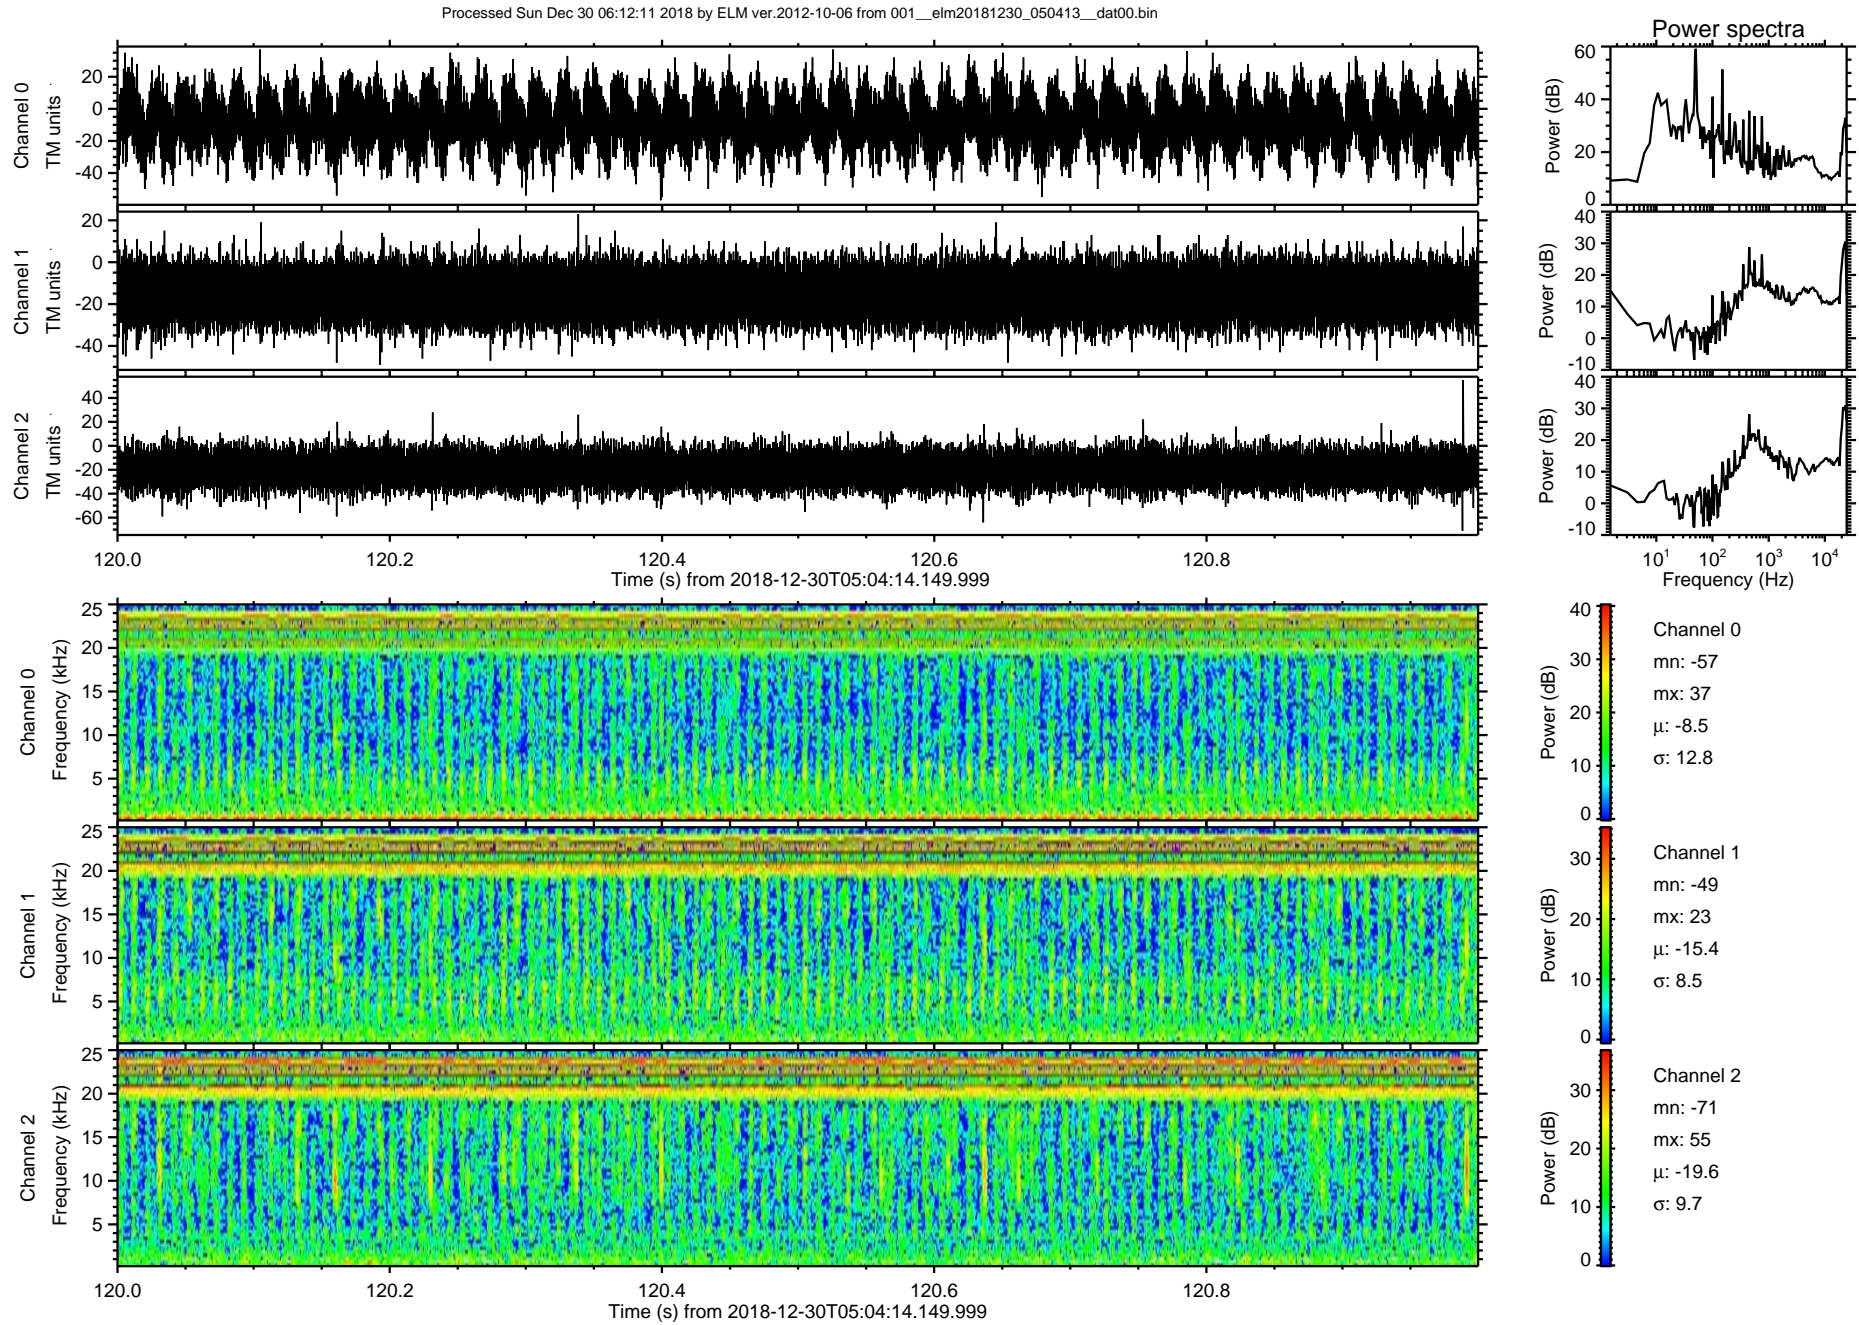 Processed Sun Dec 30 06:12:11 2018 by ELM ver.2012-10-06 from 001__elm20181230_050413__dat00.bin
Power spectra
Channel 0
TM units
20
0
-20
-40
Power (dB)
60
40
20
0
Channel 1
TM units
20
0
-20
-40
Power (dB)
40
30
20
10
0
-10
Channel 2
TM units
40
20
0
-20
-40
-60
Power (dB)
40
30
20
10
0
-10
120.0 120.2 120.4 120.6 120.8
Time (s) from 2018-12-30T05:04:14.149.999
10¹ 10² 10³ 10⁴
Frequency (Hz)
Channel 0
Frequency (kHz)
25
20
15
10
5
Power (dB)
40
30
20
10
0
Channel 0
mn: -57
mx: 37
μ: -8.5
σ: 12.8
Channel 1
Frequency (kHz)
25
20
15
10
5
Power (dB)
30
20
10
0
Channel 1
mn: -49
mx: 23
μ: -15.4
σ: 8.5
Channel 2
Frequency (kHz)
25
20
15
10
5
Power (dB)
30
20
10
0
Channel 2
mn: -71
mx: 55
μ: -19.6
σ: 9.7
120.0 120.2 120.4 120.6 120.8
Time (s) from 2018-12-30T05:04:14.149.999